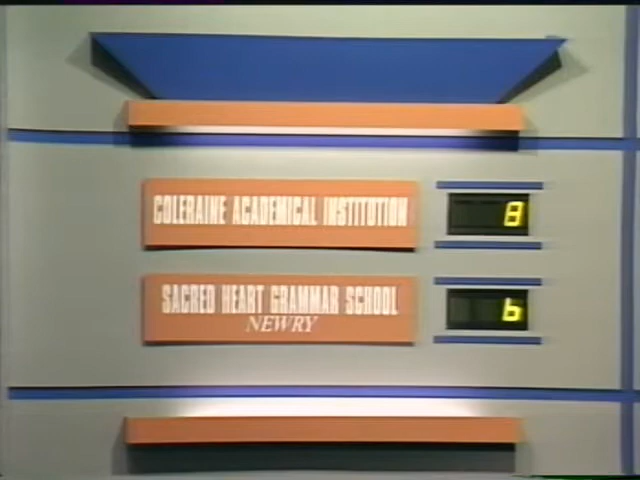 COLERAINE ACADEMICAL INSTITUTION 8
SACRED HEART GRAMMAR SCHOOL 6
NEWRY